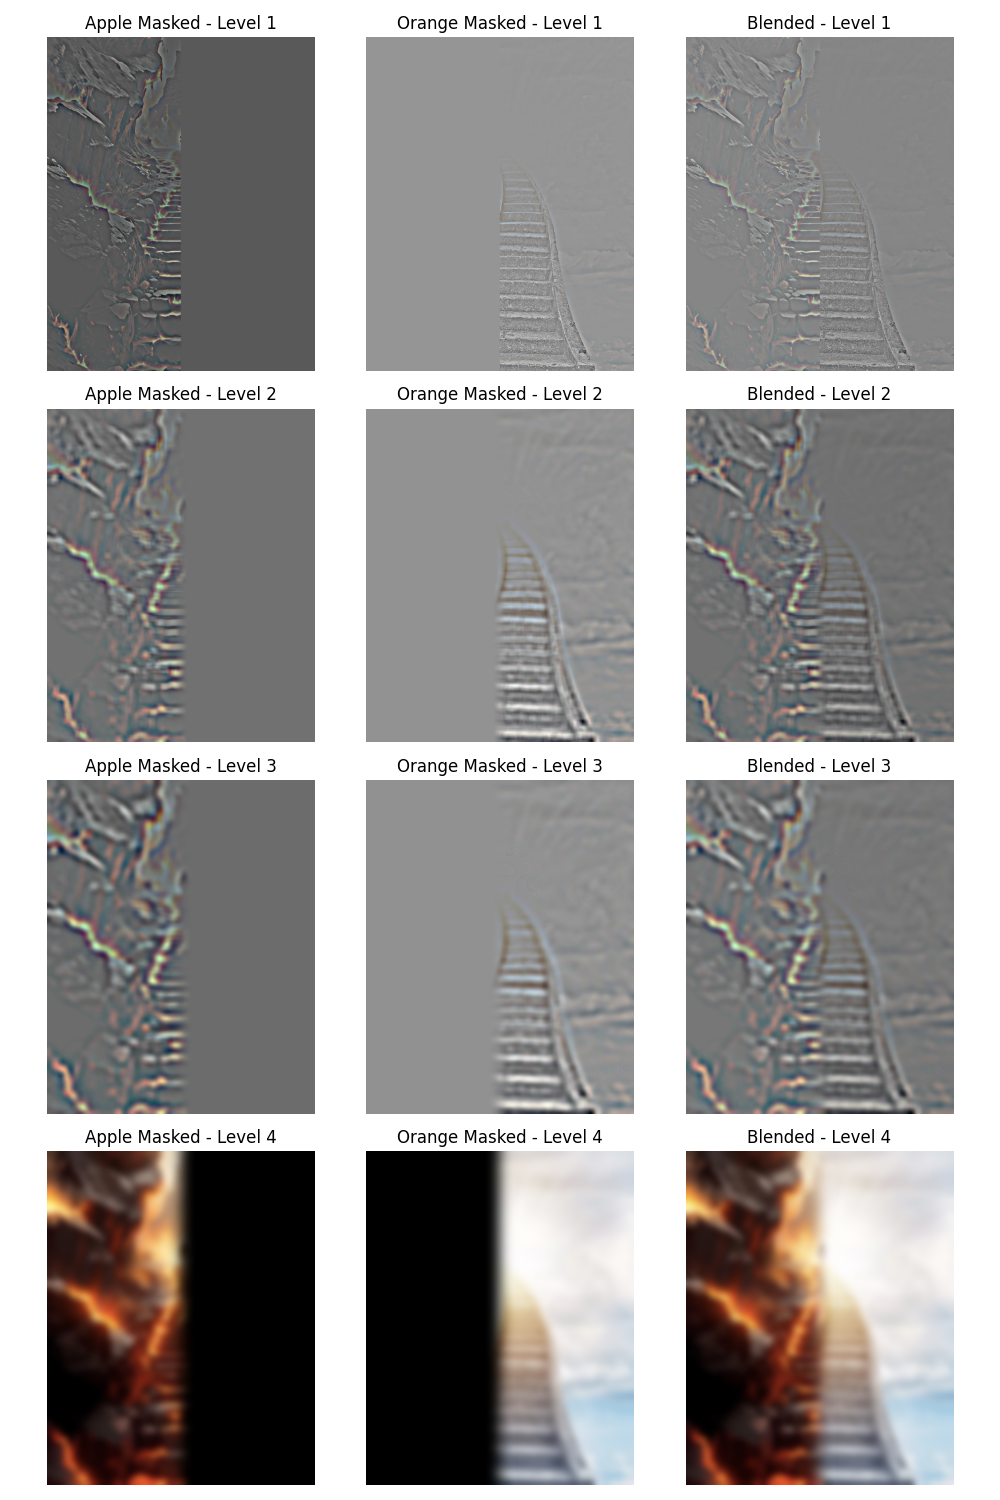 Apple Masked - Level 1
Orange Masked - Level 1
Blended - Level 1
Apple Masked - Level 2
Orange Masked - Level 2
Blended - Level 2
Apple Masked - Level 3
Orange Masked - Level 3
Blended - Level 3
Apple Masked - Level 4
Orange Masked - Level 4
Blended - Level 4